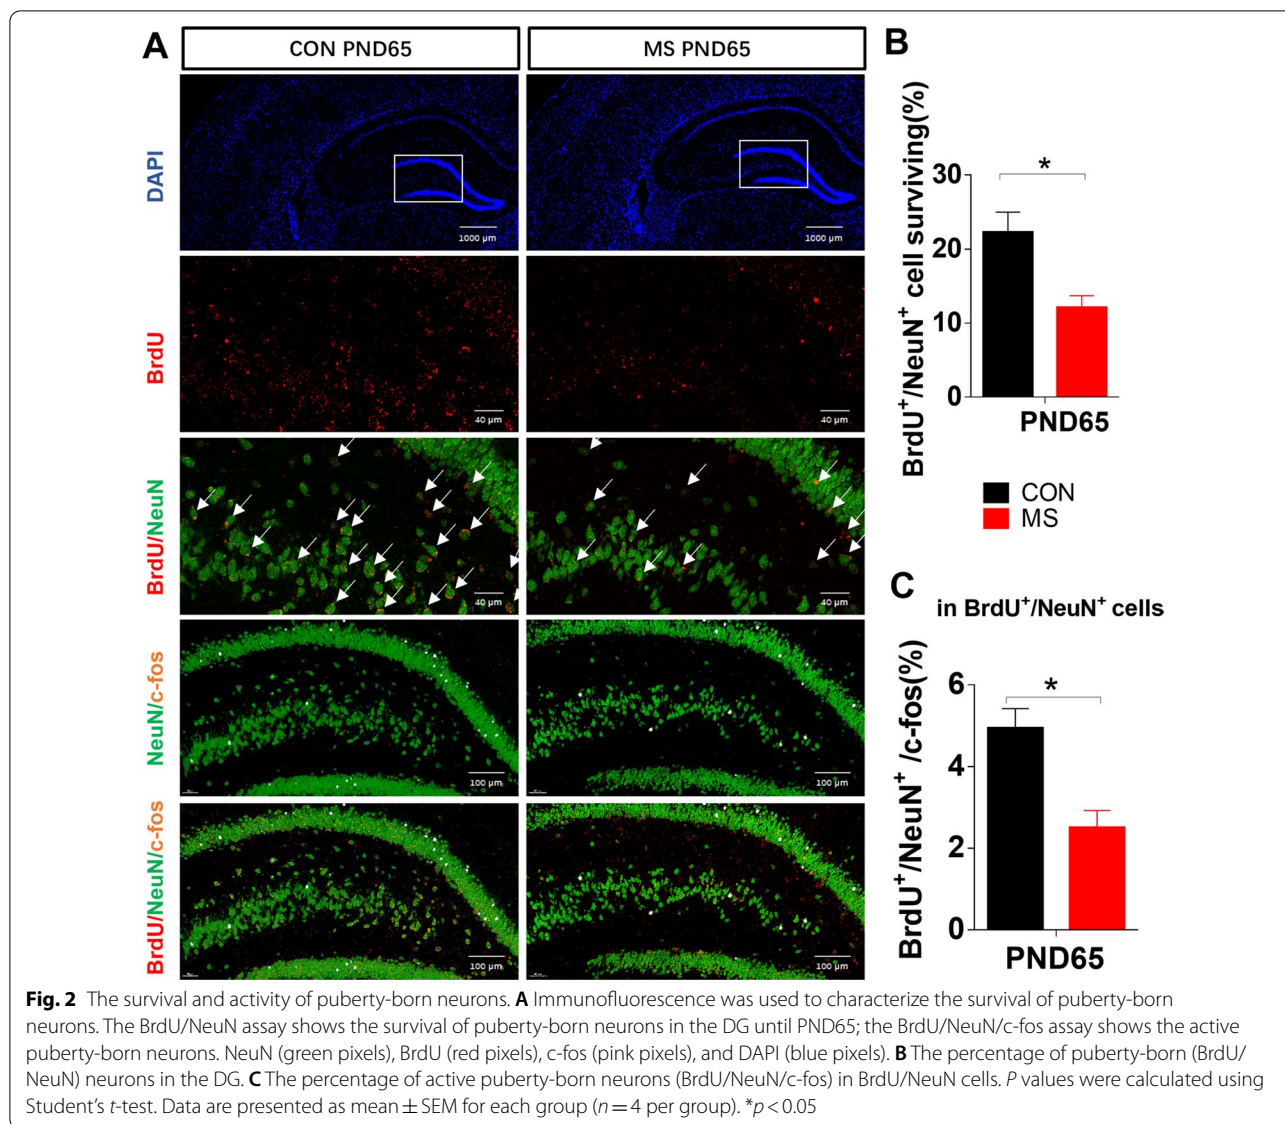 A
CON PND65
MS PND65
DAPI
1000 µm
1000 µm
BrdU
40 µm
40 µm
BrdU/NeuN
40 µm
40 µm
NeuN/c-fos
100 µm
100 µm
BrdU/NeuN/c-fos
100 µm
100 µm
B
BrdU⁺/NeuN⁺ cell surviving(%)
30
20
10
0
*
PND65
CON
MS
C
in BrdU⁺/NeuN⁺ cells
BrdU⁺/NeuN⁺ /c-fos(%)
6
4
2
0
*
PND65
Fig. 2 The survival and activity of puberty-born neurons. A Immunofluorescence was used to characterize the survival of puberty-born
neurons. The BrdU/NeuN assay shows the survival of puberty-born neurons in the DG until PND65; the BrdU/NeuN/c-fos assay shows the active
puberty-born neurons. NeuN (green pixels), BrdU (red pixels), c-fos (pink pixels), and DAPI (blue pixels). B The percentage of puberty-born (BrdU/
NeuN) neurons in the DG. C The percentage of active puberty-born neurons (BrdU/NeuN/c-fos) in BrdU/NeuN cells. P values were calculated using
Student's t-test. Data are presented as mean ± SEM for each group (n = 4 per group). *p < 0.05